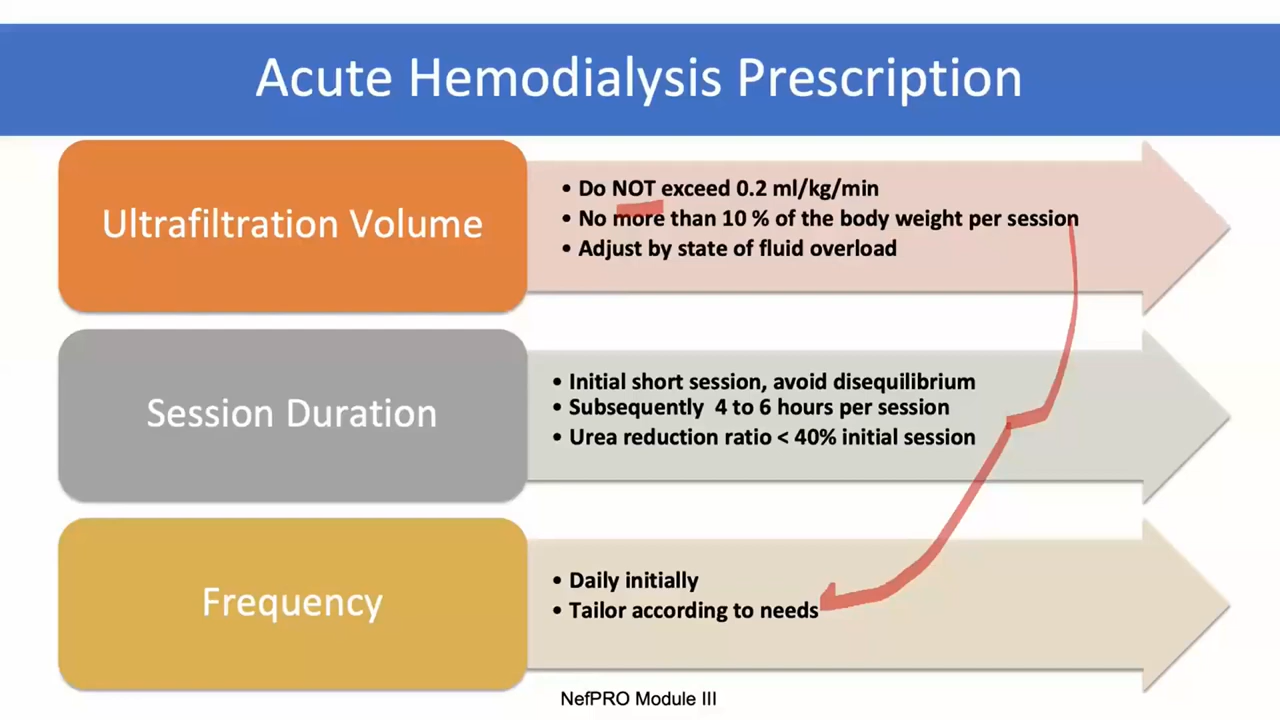 Acute Hemodialysis Prescription
Ultrafiltration Volume
• Do NOT exceed 0.2 ml/kg/min
• No more than 10 % of the body weight per session
• Adjust by state of fluid overload
Session Duration
• Initial short session, avoid disequilibrium
• Subsequently 4 to 6 hours per session
• Urea reduction ratio < 40% initial session
Frequency
• Daily initially
• Tailor according to needs
NefPRO Module III